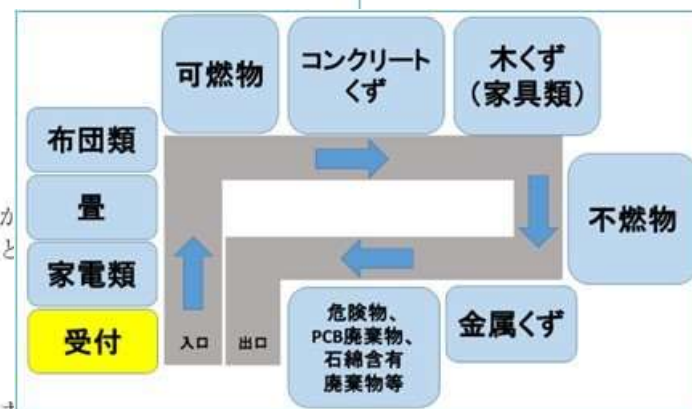 可燃物
コンクリート
くず
木くず
（家具類）
布団類
畳
家電類
受付
入口
出口
不燃物
金属くず
危険物、
PCB廃棄物、
石綿含有
廃棄物等
か
と